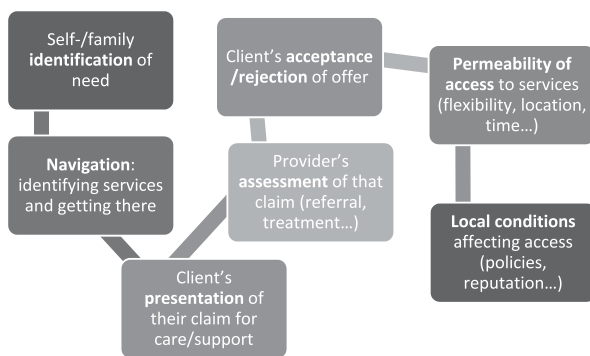 Self-/family
identification of
need
Navigation:
identifying services
and getting there
Client's
presentation of
their claim for
care/support
Provider's
assessment of that
claim (referral,
treatment…)
Client's acceptance
/rejection of offer
Permeability of
access to services
(flexibility, location,
time…)
Local conditions
affecting access
(policies,
reputation…)